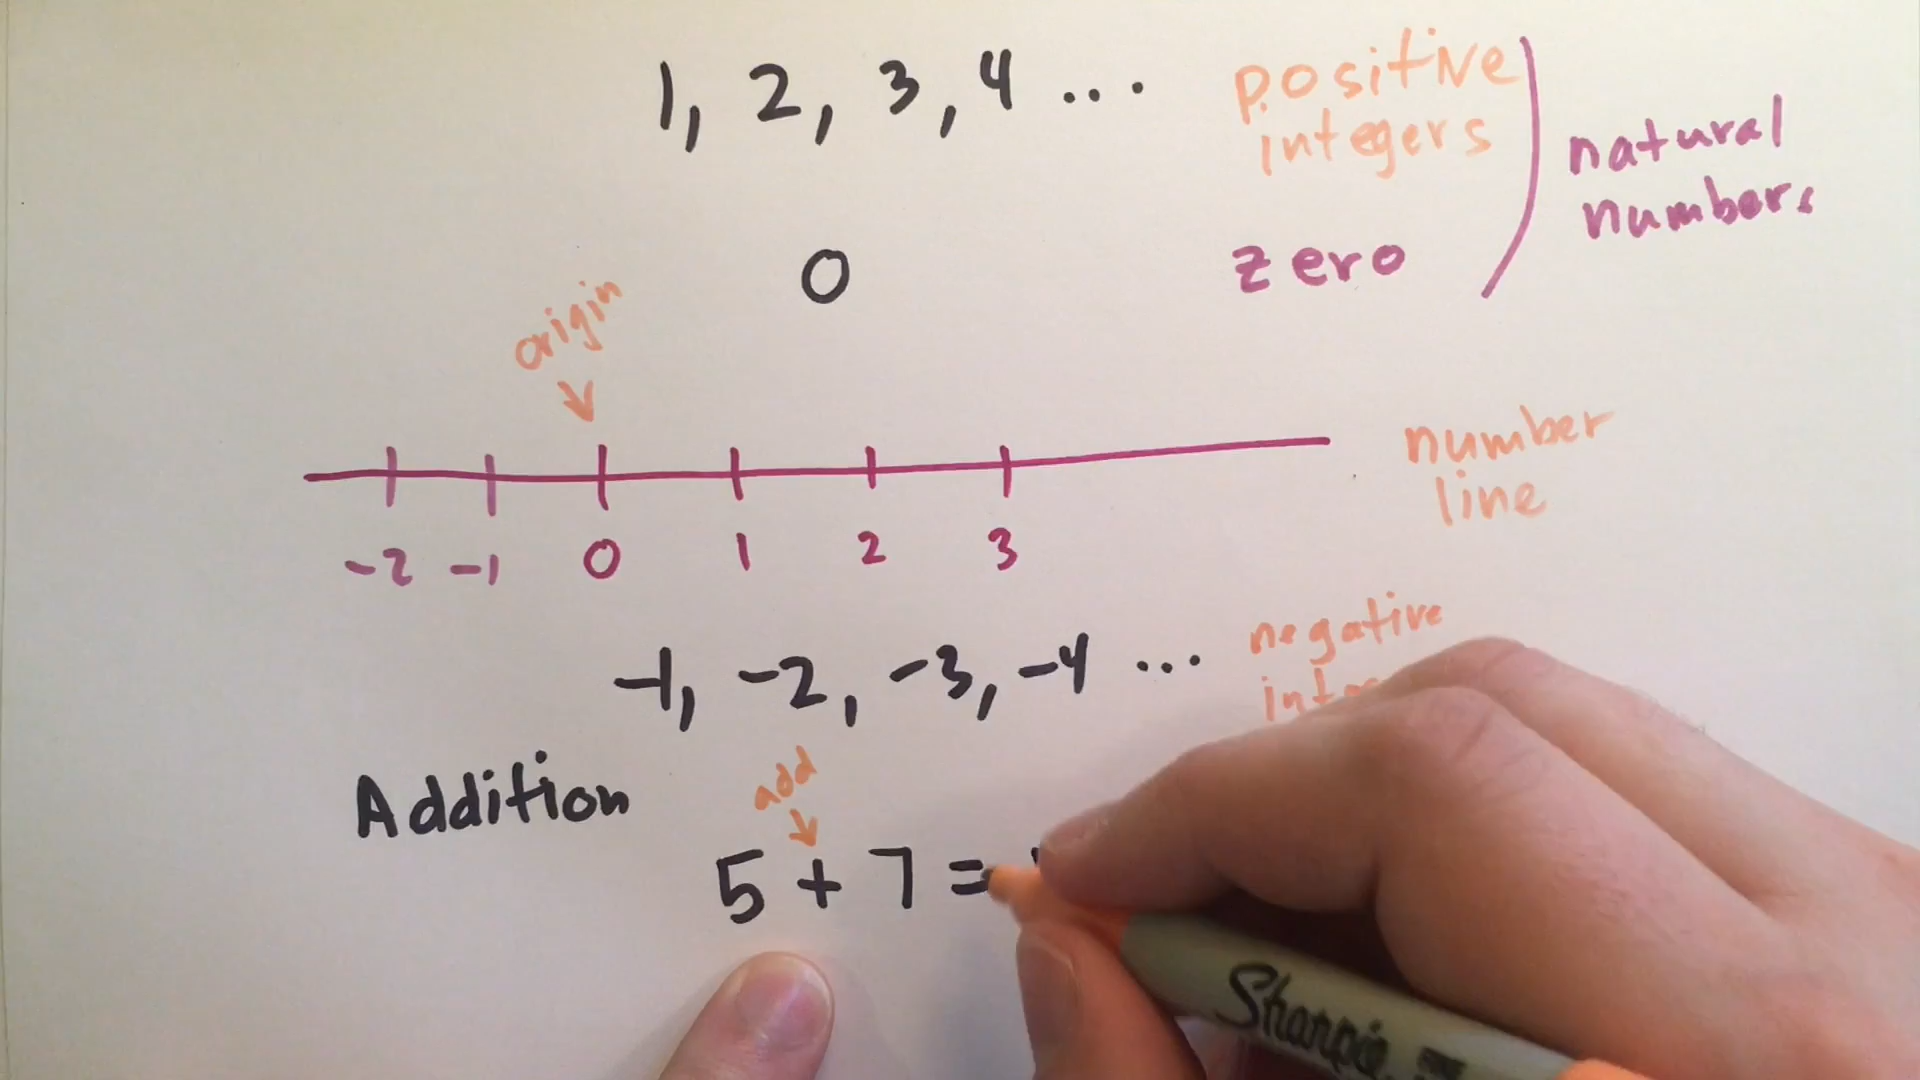 1, 2, 3, 4 ...
positive
integers
natural
numbers
0
zero
origin
number
line
-2 -1 0 1 2 3
-1, -2, -3, -4 ...
negative
Addition
add
5 + 7 =
Sharpie